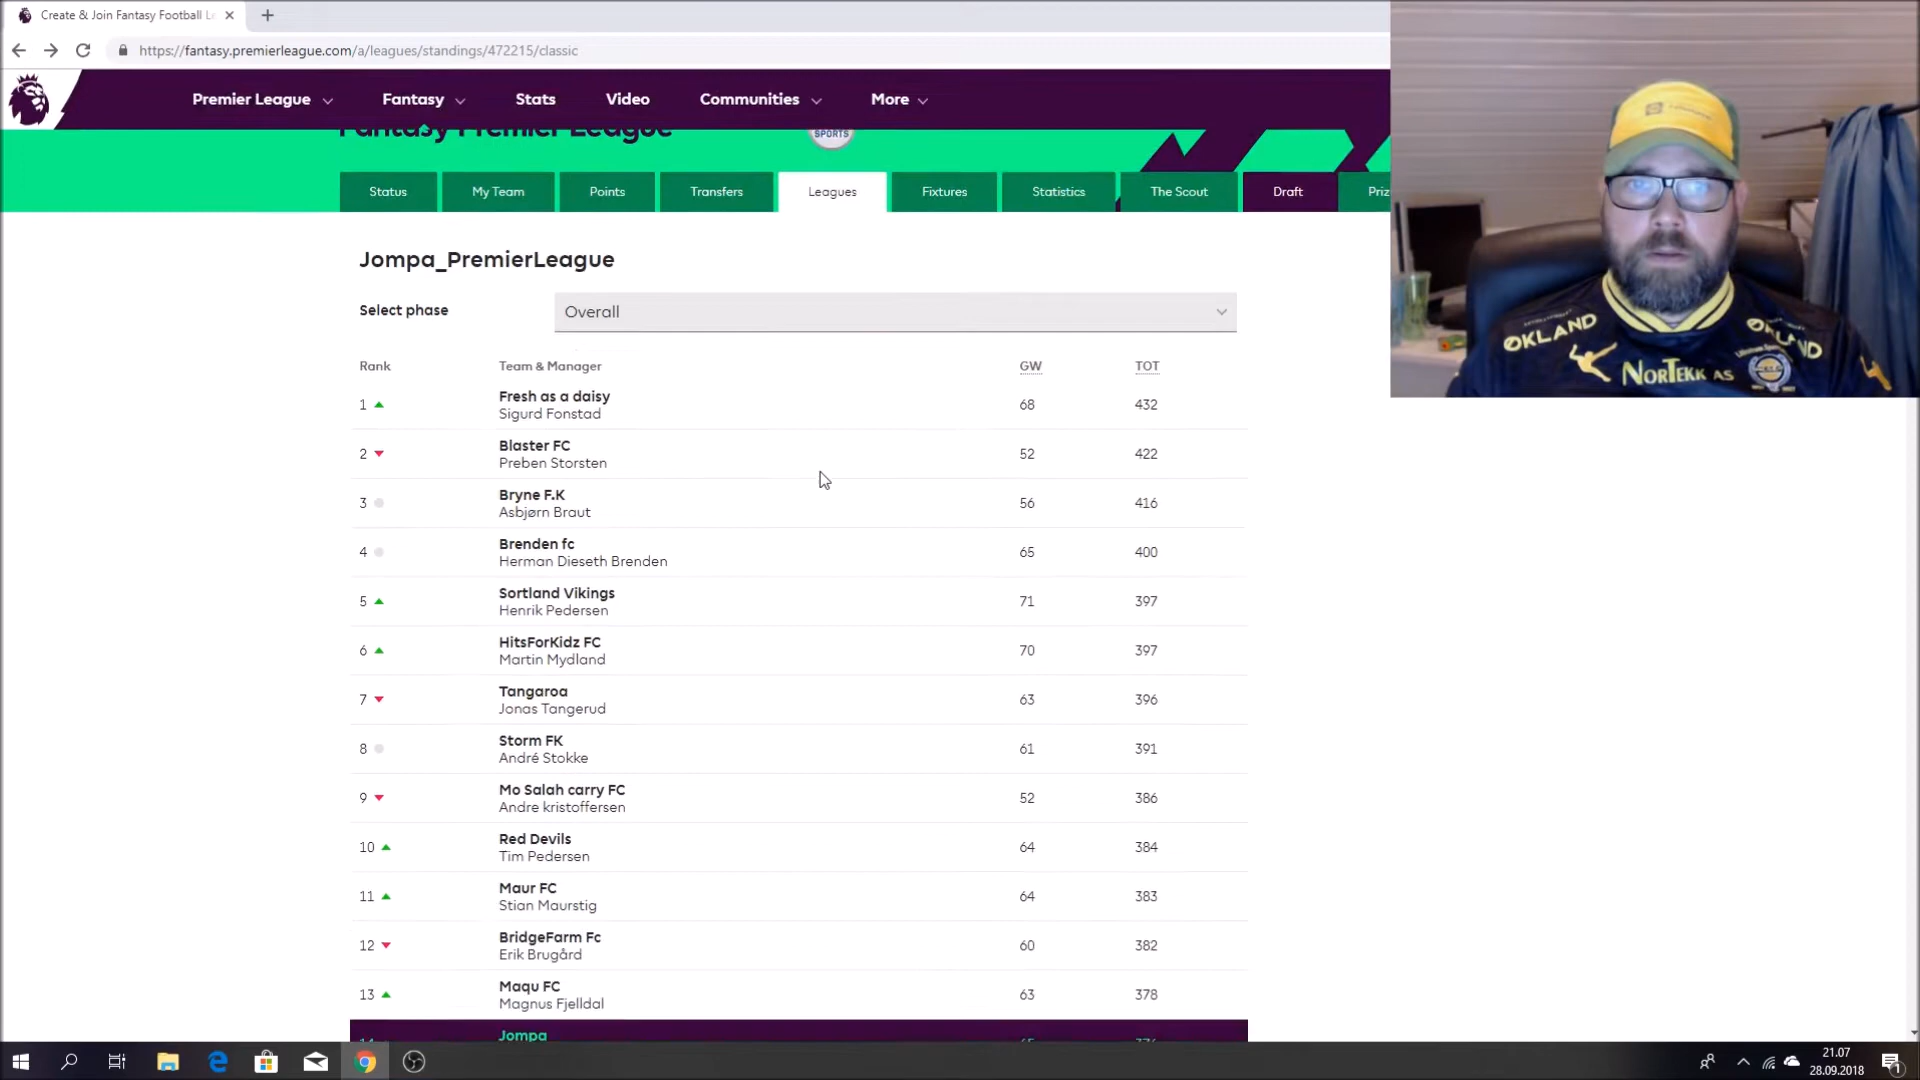 Create & Join Fantasy Football Le
https://fantasy.premierleague.com/a/leagues/standings/472215/classic
Premier League
Fantasy
Stats
Video
Communities
More
Fantasy Premier League
SPORTS
Status
My Team
Points
Transfers
Leagues
Fixtures
Statistics
The Scout
Draft
Priz
Jompa_PremierLeague
Select phase
Overall
Rank Team & Manager GW TOT
1 Fresh as a daisy 68 432
Sigurd Fonstad
2 Blaster FC 52 422
Preben Storsten
3 Bryne F.K 56 416
Asbjørn Braut
4 Brenden fc 65 400
Herman Dieseth Brenden
5 Sortland Vikings 71 397
Henrik Pedersen
6 HitsForKidz FC 70 397
Martin Mydland
7 Tangaroa 63 396
Jonas Tangerud
8 Storm FK 61 391
André Stokke
9 Mo Salah carry FC 52 386
Andre kristoffersen
10 Red Devils 64 384
Tim Pedersen
11 Maur FC 64 383
Stian Maurstig
12 BridgeFarm Fc 60 382
Erik Brugård
13 Maqu FC 63 378
Magnus Fjelldal
Jompa
ØKLAND
NORTEKK AS
21.07
28.09.2018